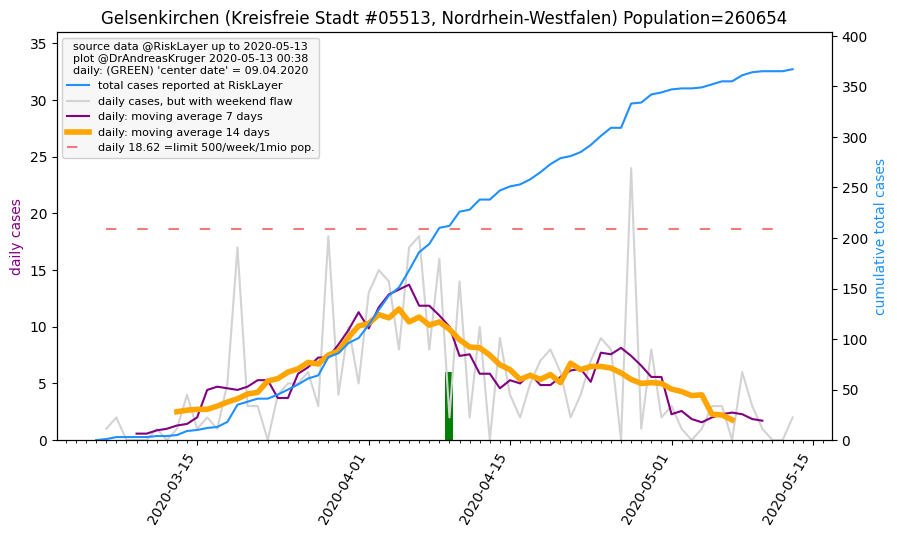 Gelsenkirchen (Kreisfreie Stadt #05513, Nordrhein-Westfalen) Population=260654
source data @RiskLayer up to 2020-05-13
plot @DrAndreasKruger 2020-05-13 00:38
daily: (GREEN) 'center date' = 09.04.2020
total cases reported at RiskLayer
daily cases, but with weekend flaw
daily: moving average 7 days
daily: moving average 14 days
daily 18.62 =limit 500/week/1mio pop.
daily cases
35
30
25
20
15
10
5
0
400
350
300
250
200
150
100
50
0
cumulative total cases
2020-03-15
2020-04-01
2020-04-15
2020-05-01
2020-05-15